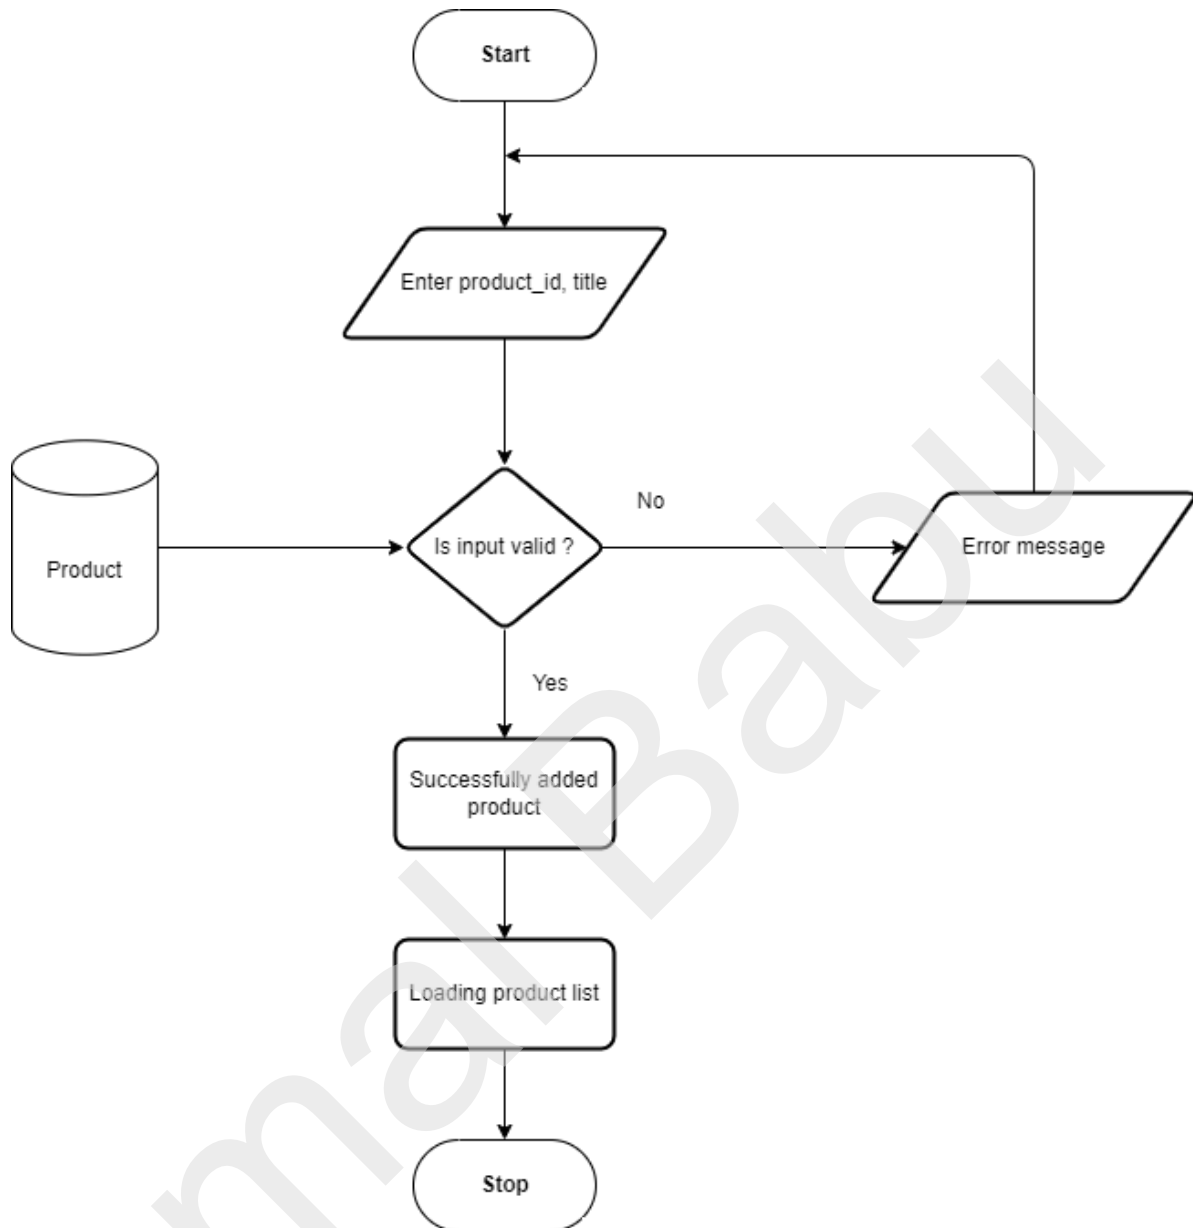 Start
Enter product_id, title
No
Product
Is input valid ?
Error message
Yes
Successfully added
product
Loading product list
Stop
mal Babu